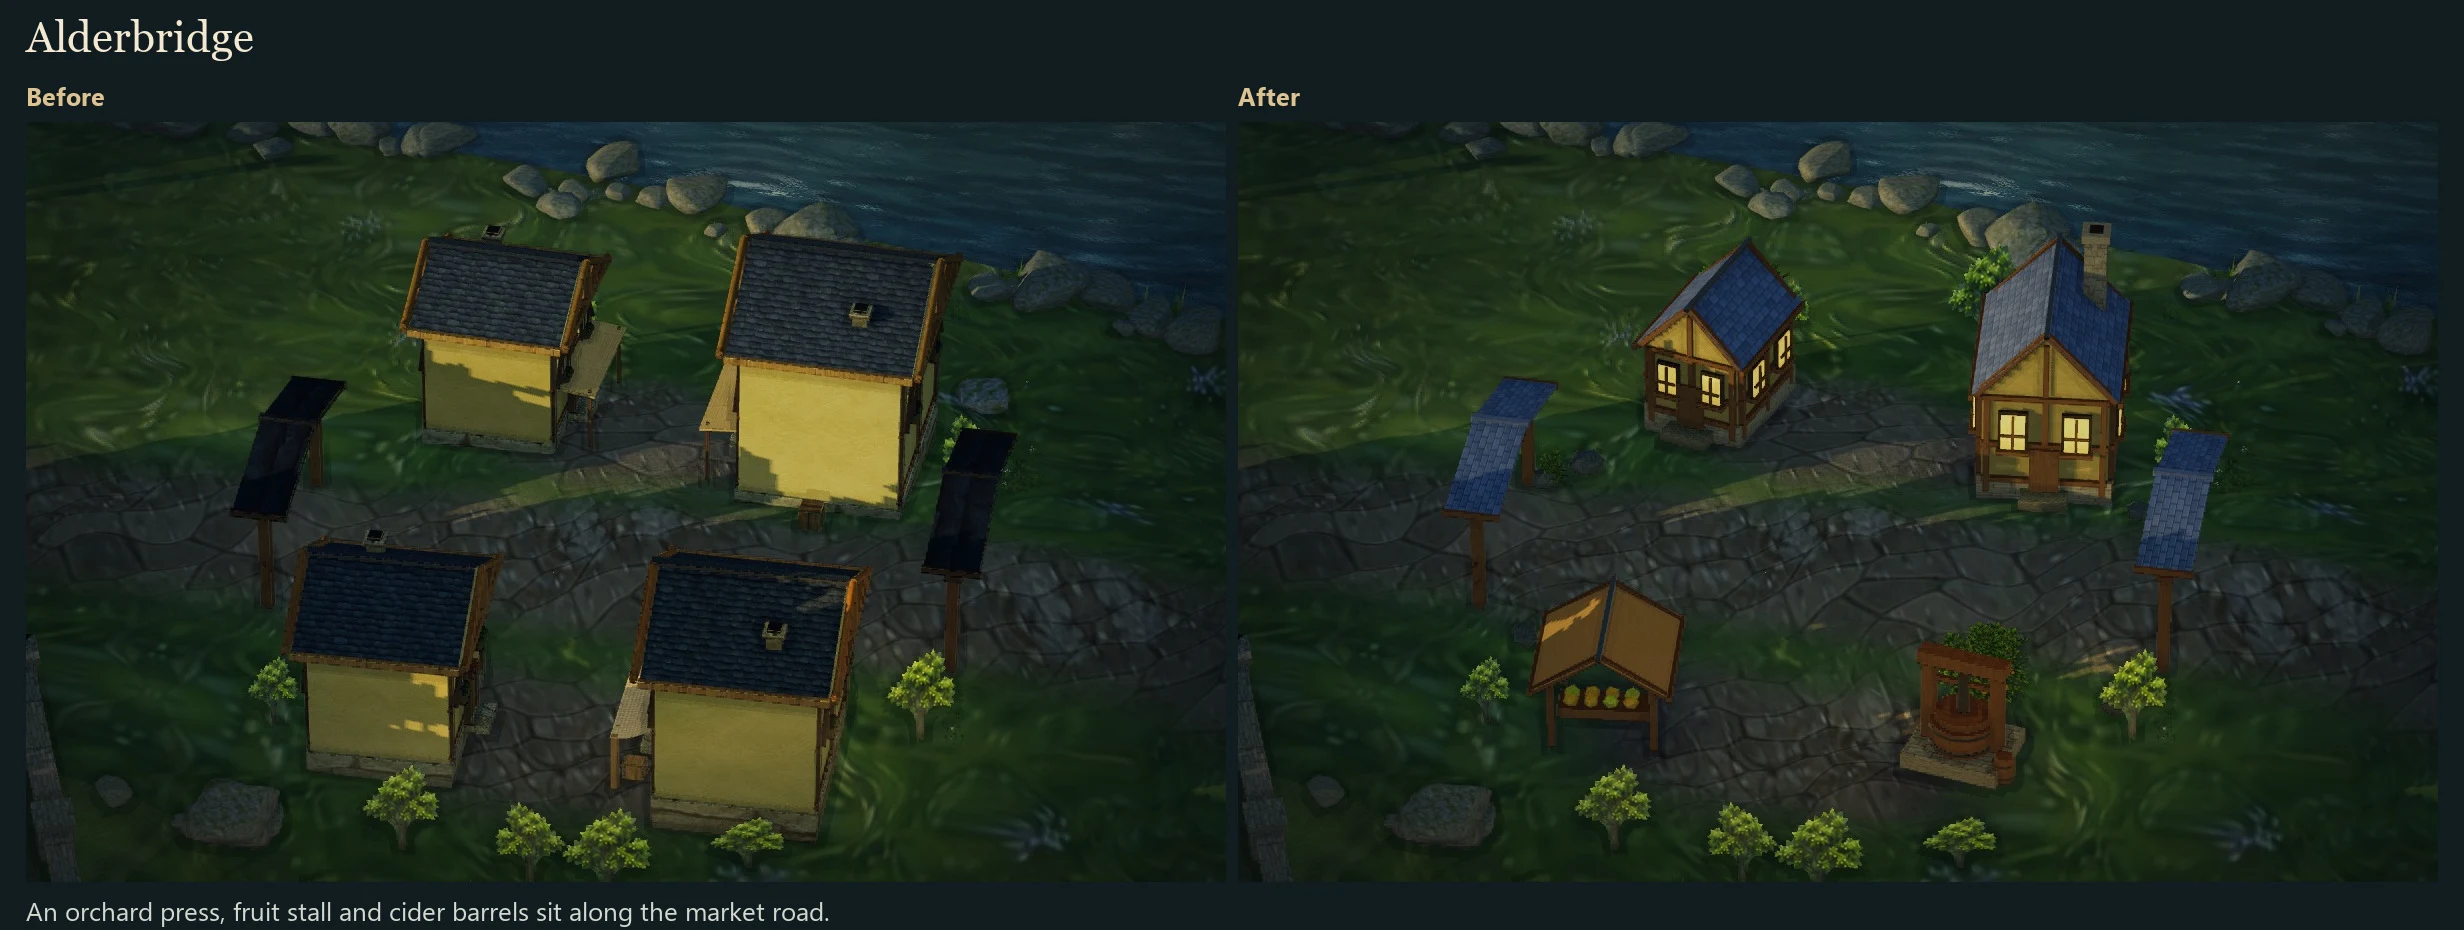 Alderbridge
Before
After
An orchard press, fruit stall and cider barrels sit along the market road.